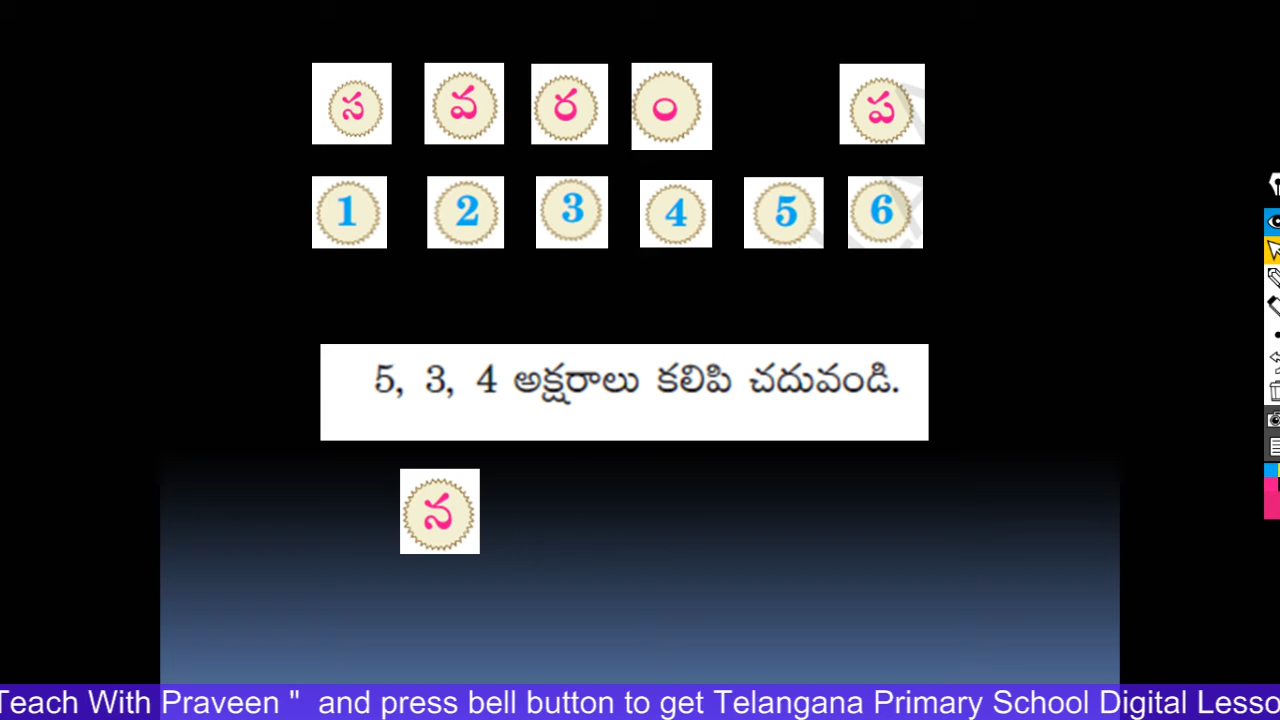 స వ ర ం ప
1 2 3 4 5 6
5, 3, 4 అక్షరాలు కలిపి చదువండి.
న
Teach With Praveen " and press bell button to get Telangana Primary School Digital Lesso